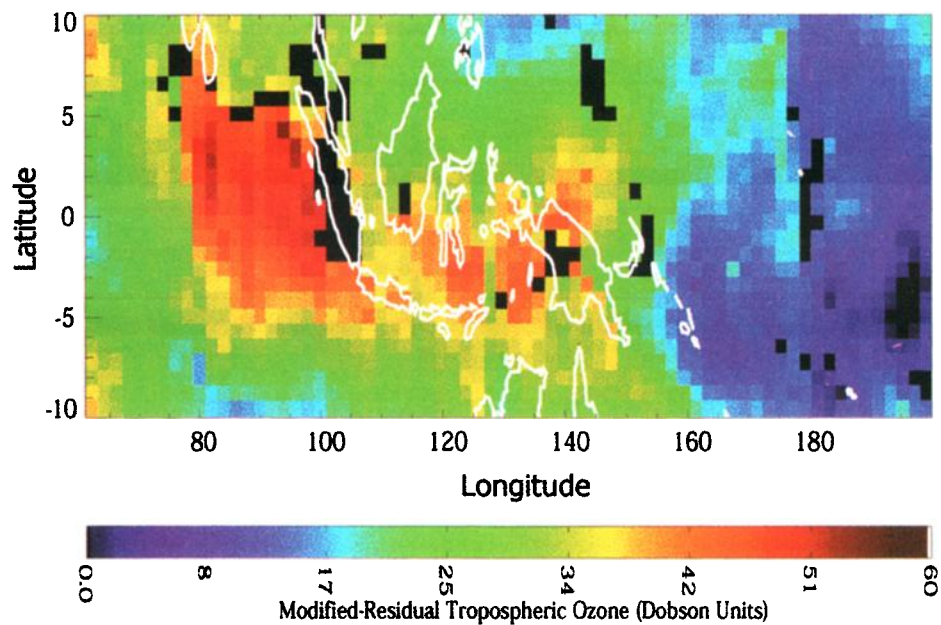 10
5
0
-5
-10
Latitude
80 100 120 140 160 180
Longitude
0.0 8 17 25 34 42 51 60
Modified-Residual Tropospheric Ozone (Dobson Units)